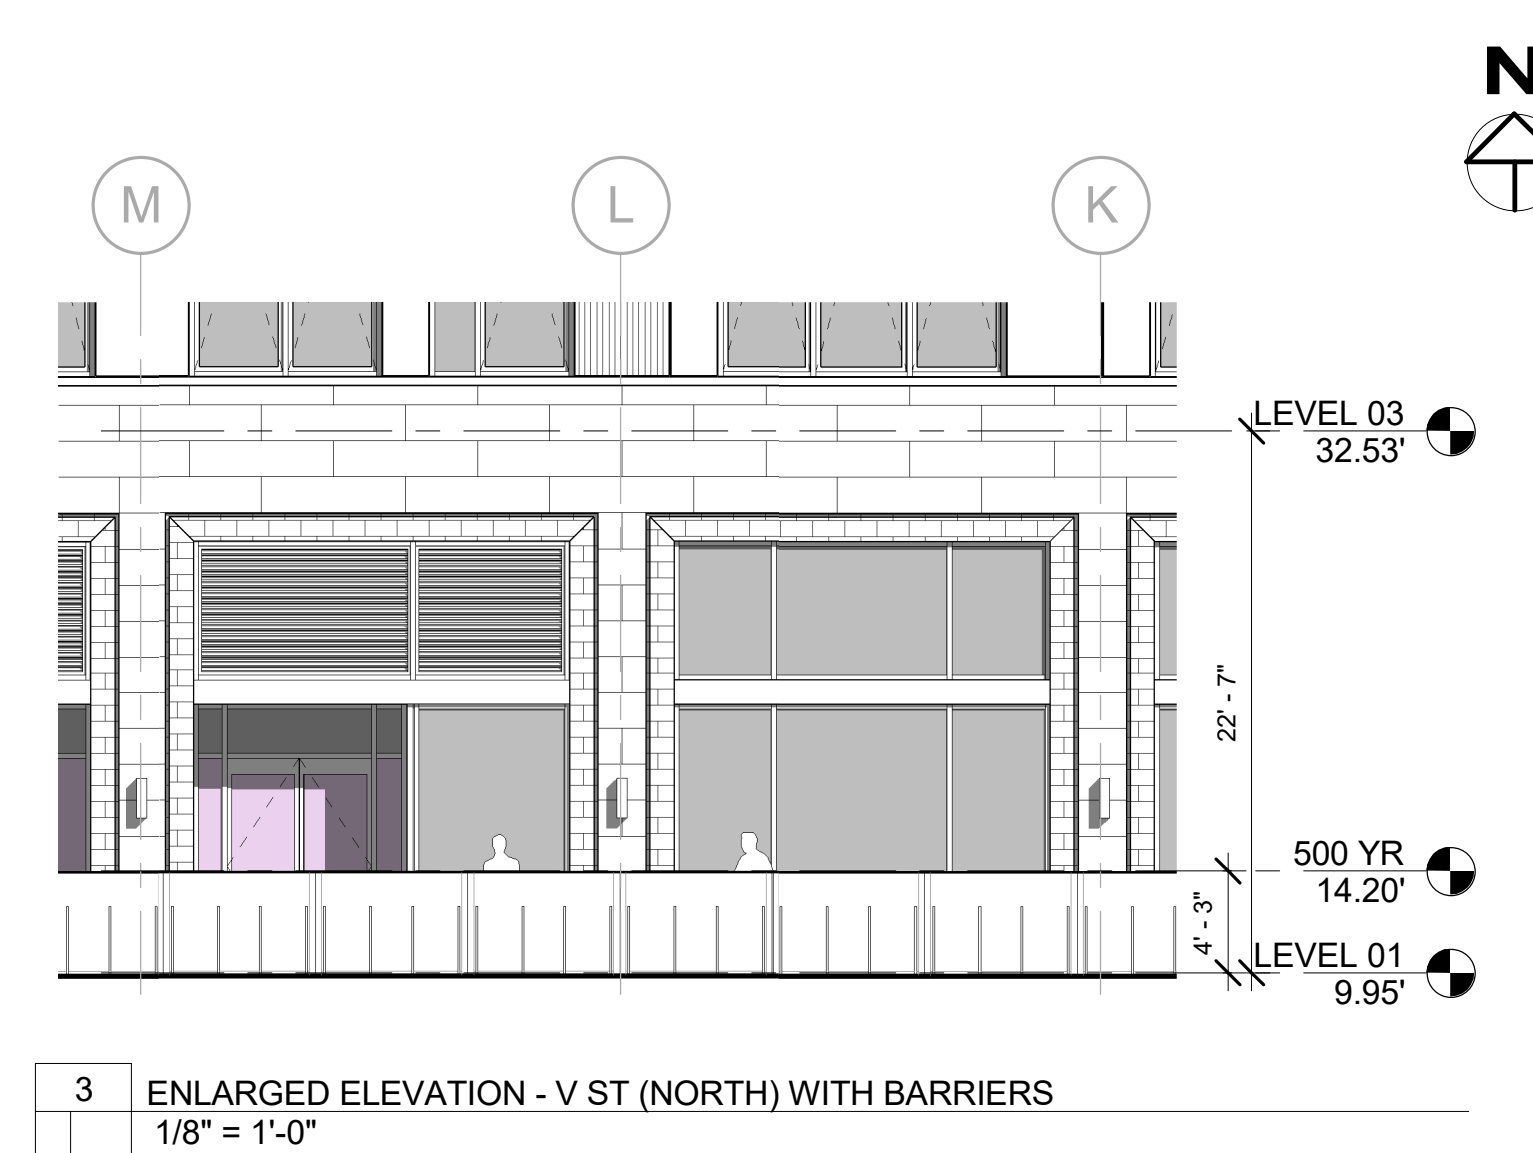 N
M
L
K
LEVEL 03
32.53'
22' - 7"
500 YR
14.20'
4' - 3"
LEVEL 01
9.95'
3
ENLARGED ELEVATION - V ST (NORTH) WITH BARRIERS
1/8" = 1'-0"